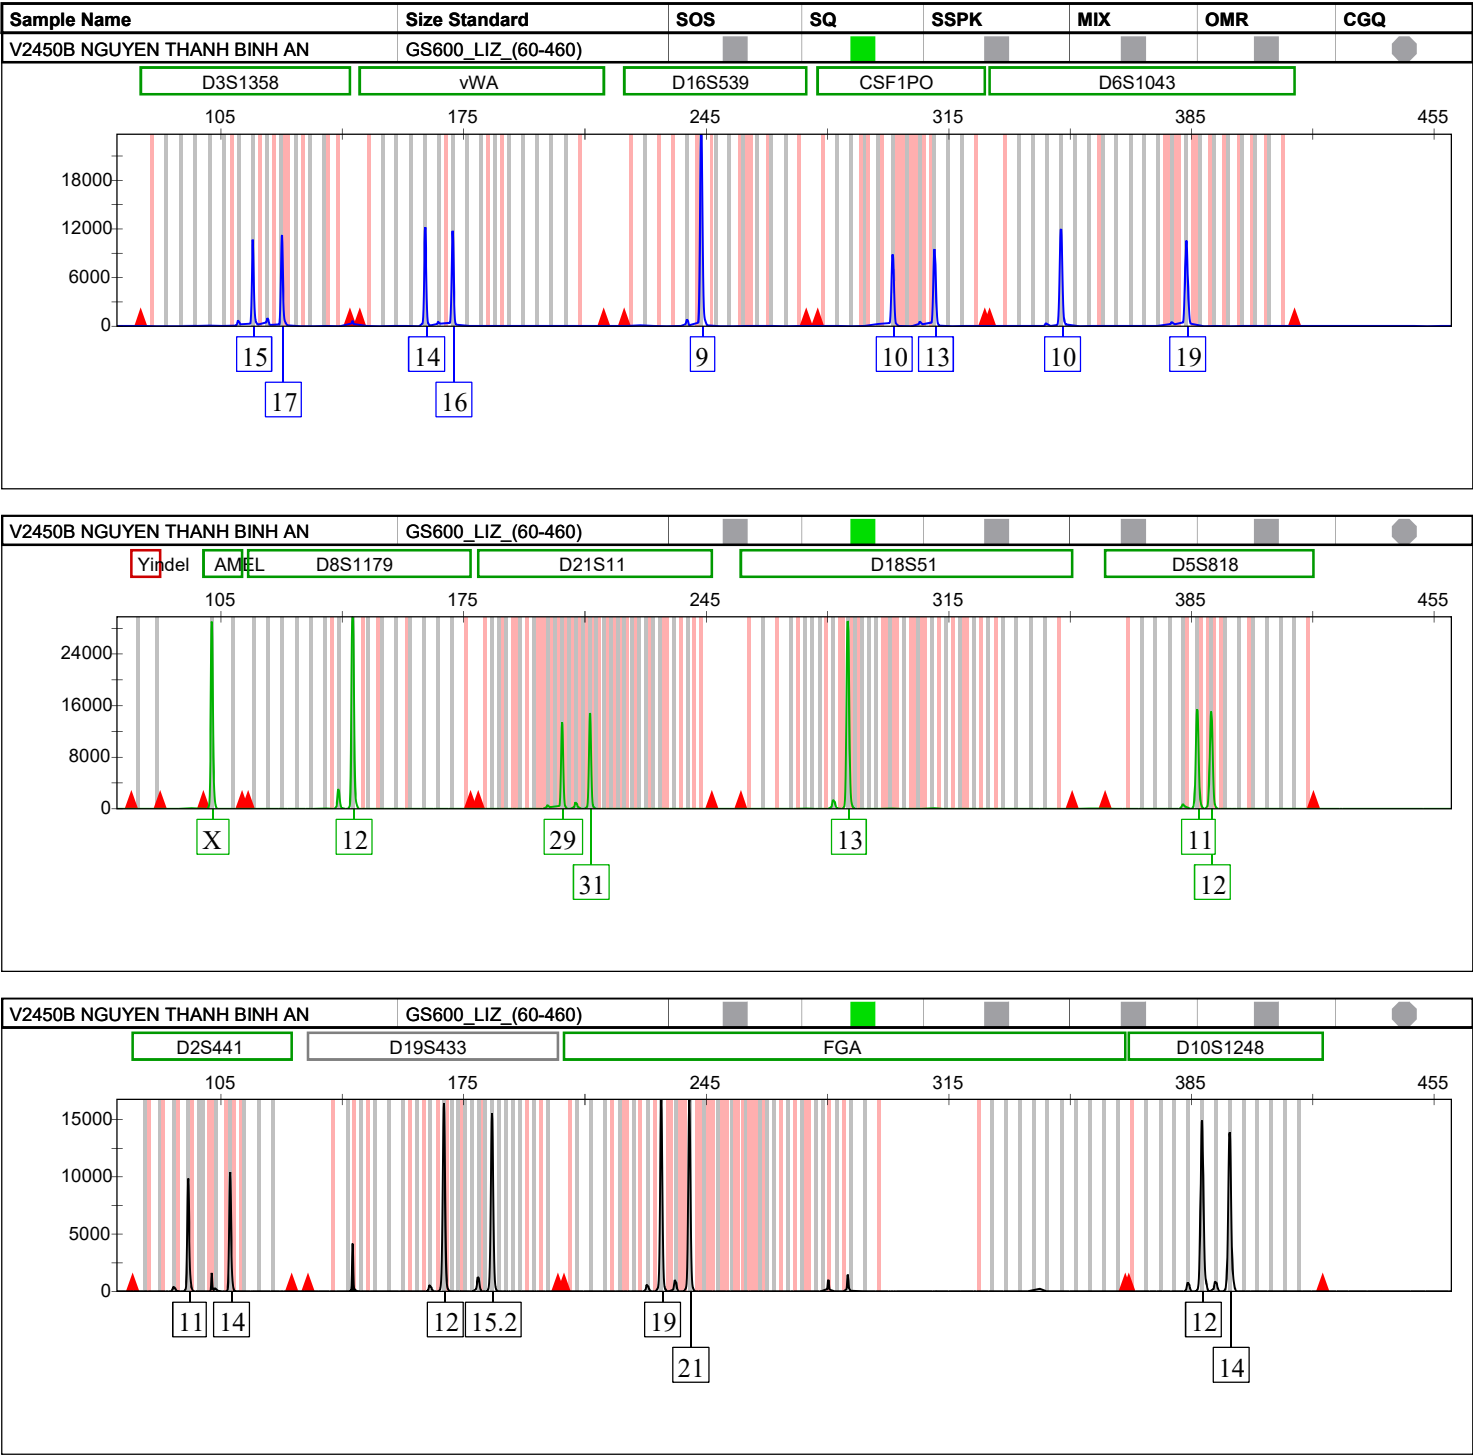 Sample Name Size Standard SOS SQ SSPK MIX OMR CGQ
V2450B NGUYEN THANH BINH AN GS600_LIZ_(60-460)
D3S1358 vWA D16S539 CSF1PO D6S1043
105 175 245 315 385 455
18000
12000
6000
0
15 14 9 10 13 10 19
17 16
V2450B NGUYEN THANH BINH AN GS600_LIZ_(60-460)
Yindel AMEL D8S1179 D21S11 D18S51 D5S818
105 175 245 315 385 455
24000
16000
8000
0
X 12 29 13 11
31 12
V2450B NGUYEN THANH BINH AN GS600_LIZ_(60-460)
D2S441 D19S433 FGA D10S1248
105 175 245 315 385 455
15000
10000
5000
0
11 14 12 15.2 19 12
21 14